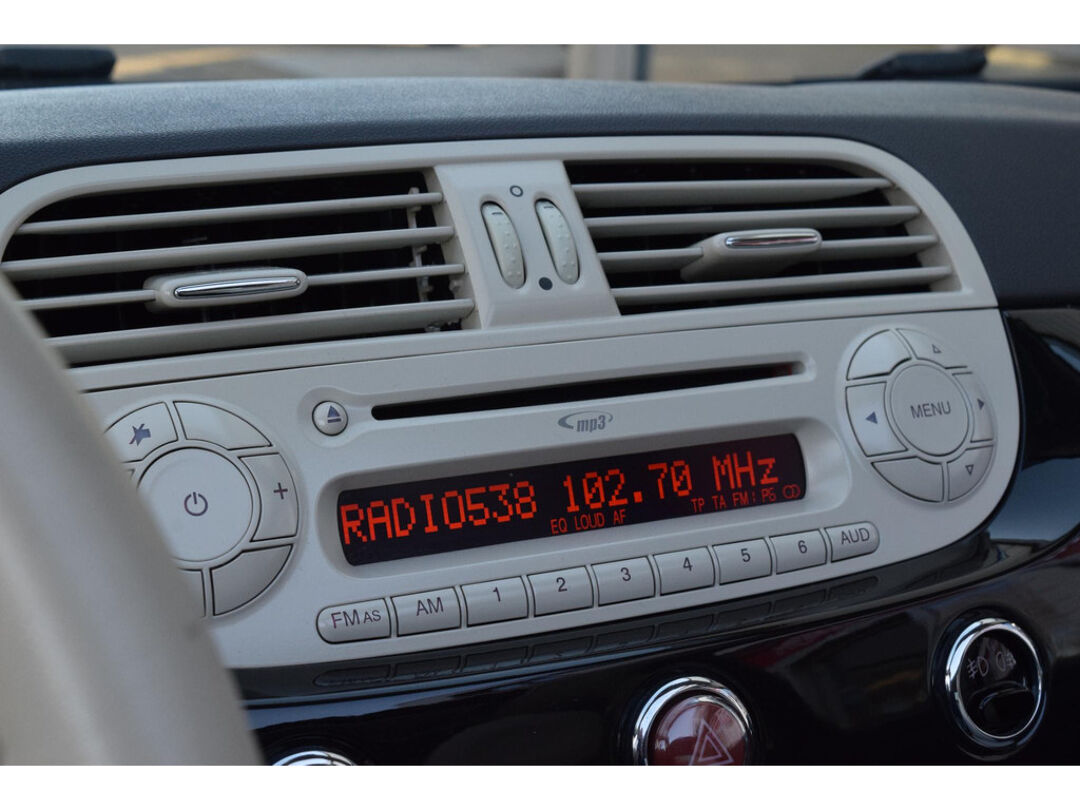 MENU
mp3
RADIO538 102.70 MHz
EQ LOUD AF TP TA FM1 PG
FM AS AM 1 2 3 4 5 6 AUD